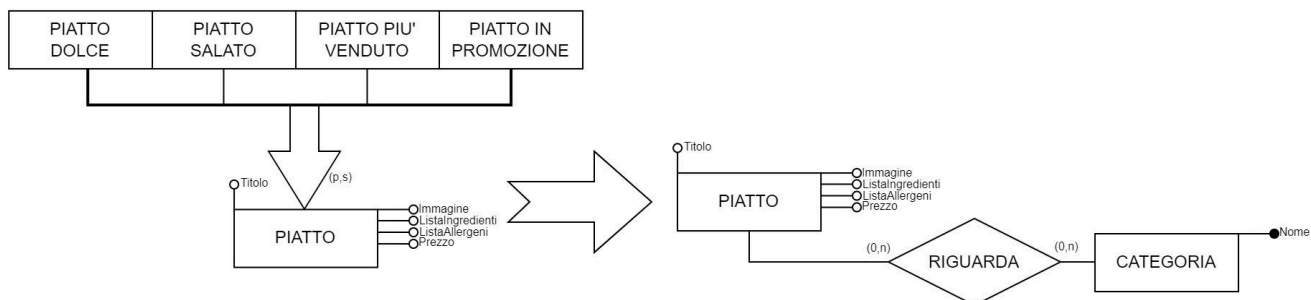 PIATTO
DOLCE
PIATTO
SALATO
PIATTO PIU'
VENDUTO
PIATTO IN
PROMOZIONE
(p,s)
Titolo
Immagine
ListaIngredienti
ListaAllergeni
Prezzo
PIATTO
Titolo
Immagine
ListaIngredienti
ListaAllergeni
Prezzo
PIATTO
(0,n)
RIGUARDA
(0,n)
CATEGORIA
Nome